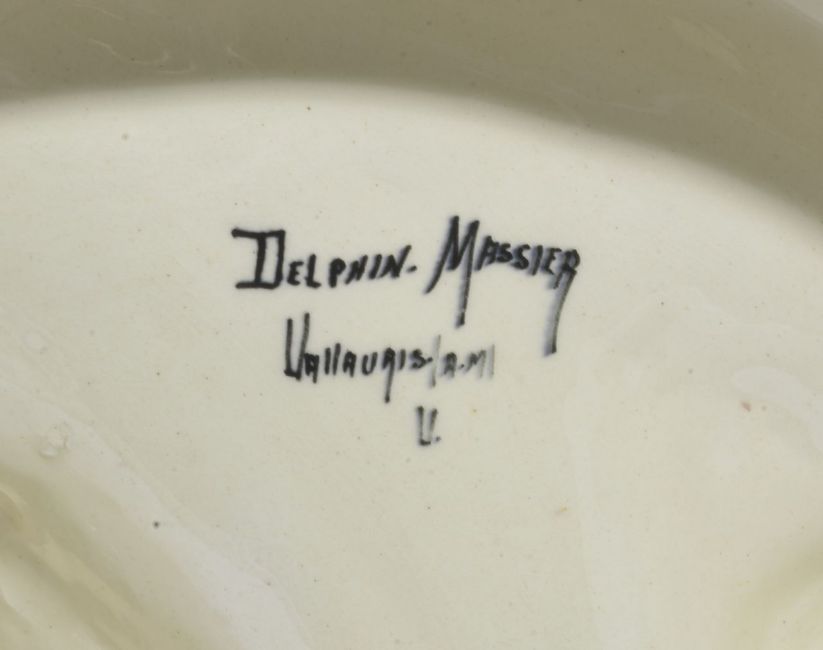 DELPHIN. MASSIER
VALLAURIS.(A.M)
U.